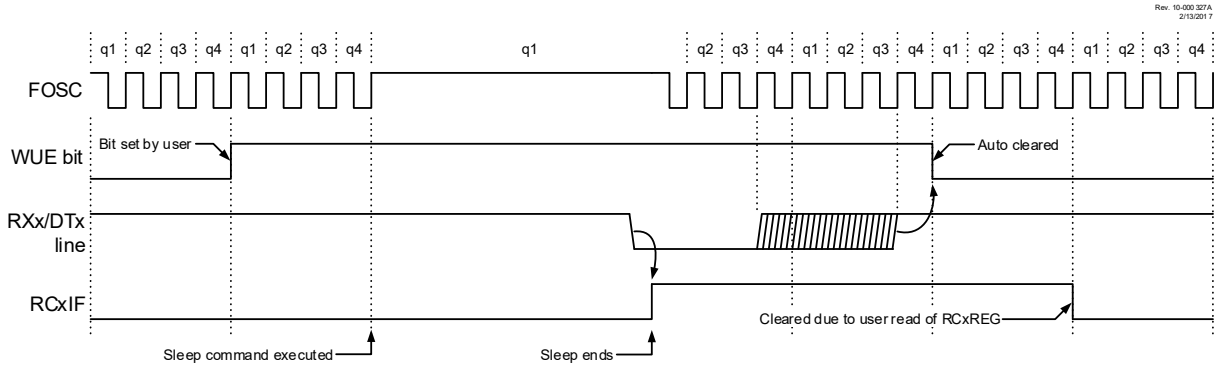 Rev. 10-000 327A
2/13/201 7
q1 q2 q3 q4 q1 q2 q3 q4 q1 q2 q3 q4 q1 q2 q3 q4 q1 q2 q3 q4 q1 q2 q3 q4
FOSC
Bit set by user
Auto cleared
WUE bit
RXx/DTx
line
RCxIF
Cleared due to user read of RCxREG
Sleep command executed
Sleep ends